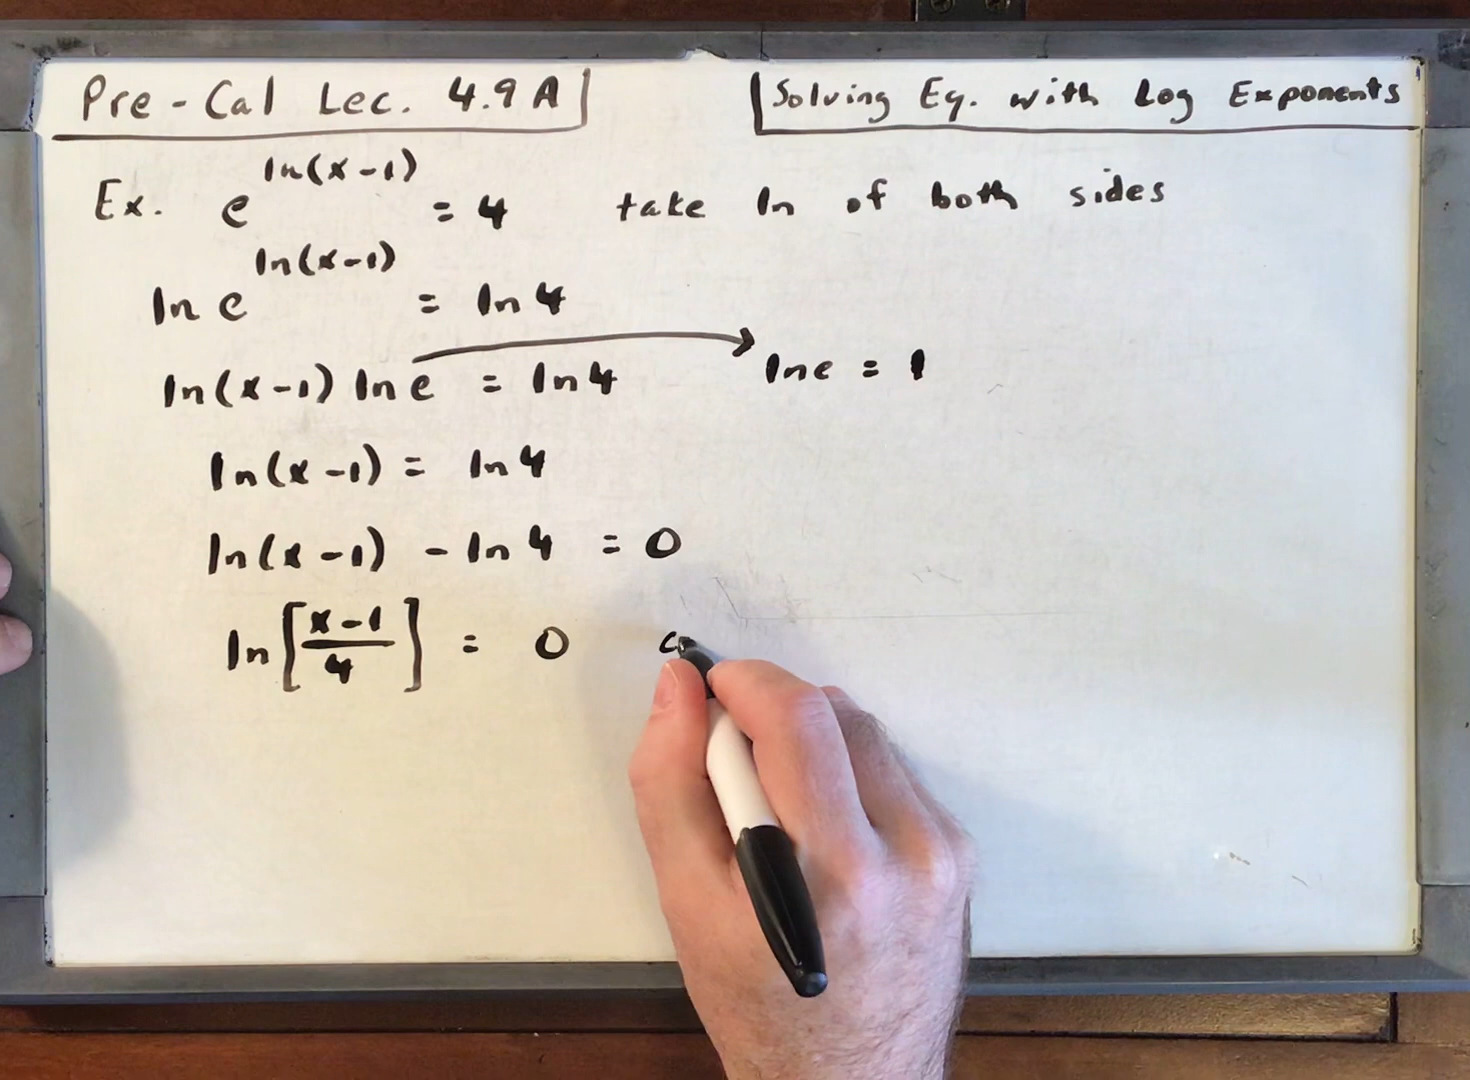 Pre-Cal Lec. 4.9A
Solving Eq. with Log Exponents
Ex. e^ln(x-1) = 4 take ln of both sides
ln e^ln(x-1) = ln 4
ln(x-1) ln e = ln 4 → ln e = 1
ln(x-1) = ln 4
ln(x-1) - ln 4 = 0
ln[(x-1)/4] = 0